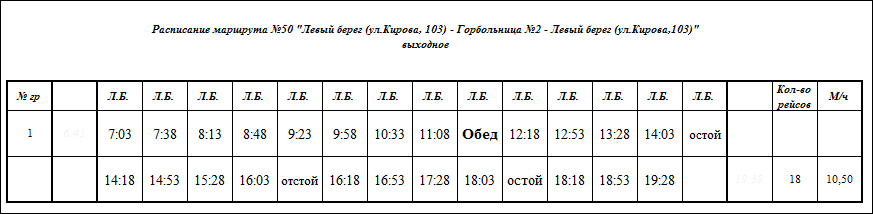 Расписание маршрута №50 "Левый берег (ул.Кирова, 103) - Горбольница №2 - Левый берег (ул.Кирова,103)"
выходное
№ гр Л.Б. Л.Б. Л.Б. Л.Б. Л.Б. Л.Б. Л.Б. Л.Б. Л.Б. Л.Б. Л.Б. Л.Б. Л.Б. Л.Б. Кол-во рейсов М/ч
1 6:45 7:03 7:38 8:13 8:48 9:23 9:58 10:33 11:08 Обед 12:18 12:53 13:28 14:03 остой
14:18 14:53 15:28 16:03 отстой 16:18 16:53 17:28 18:03 остой 18:18 18:53 19:28 18 10,50